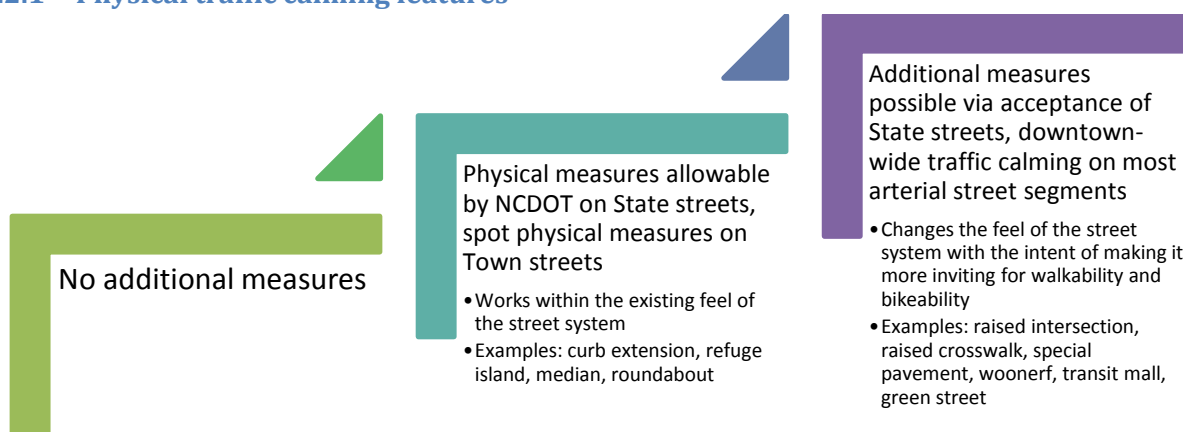 Physical traffic calming features
No additional measures
Physical measures allowable
by NCDOT on State streets,
spot physical measures on
Town streets
•Works within the existing feel of
the street system
•Examples: curb extension, refuge
island, median, roundabout
Additional measures
possible via acceptance of
State streets, downtown-
wide traffic calming on most
arterial street segments
•Changes the feel of the street
system with the intent of making it
more inviting for walkability and
bikeability
•Examples: raised intersection,
raised crosswalk, special
pavement, woonerf, transit mall,
green street